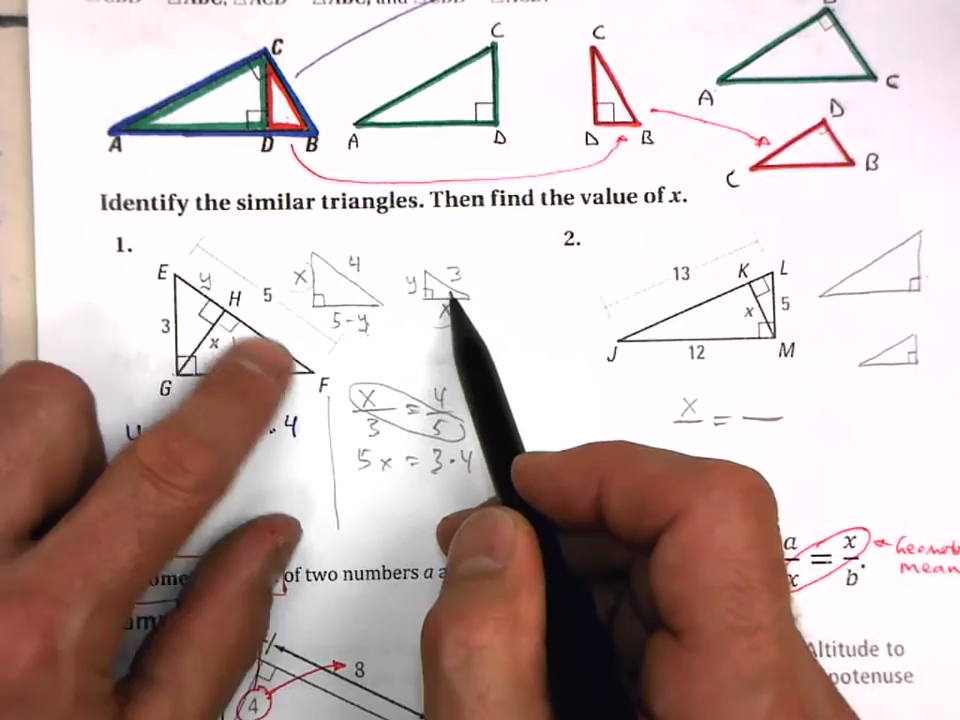 C
C
C
A
D
B
A
D
D
B
A
C
D
C
B
Identify the similar triangles. Then find the value of x.
1.
E
y
H
5
3
x
G
F
x
4
5-y
y
3
x
x/3 = 4/5
5x = 3·4
. 4
2.
13
K
L
x
5
J
12
M
x
— = —
of two numbers a a
a/x = x/b.
Geomet
mean
Altitude to
potenuse
8
4